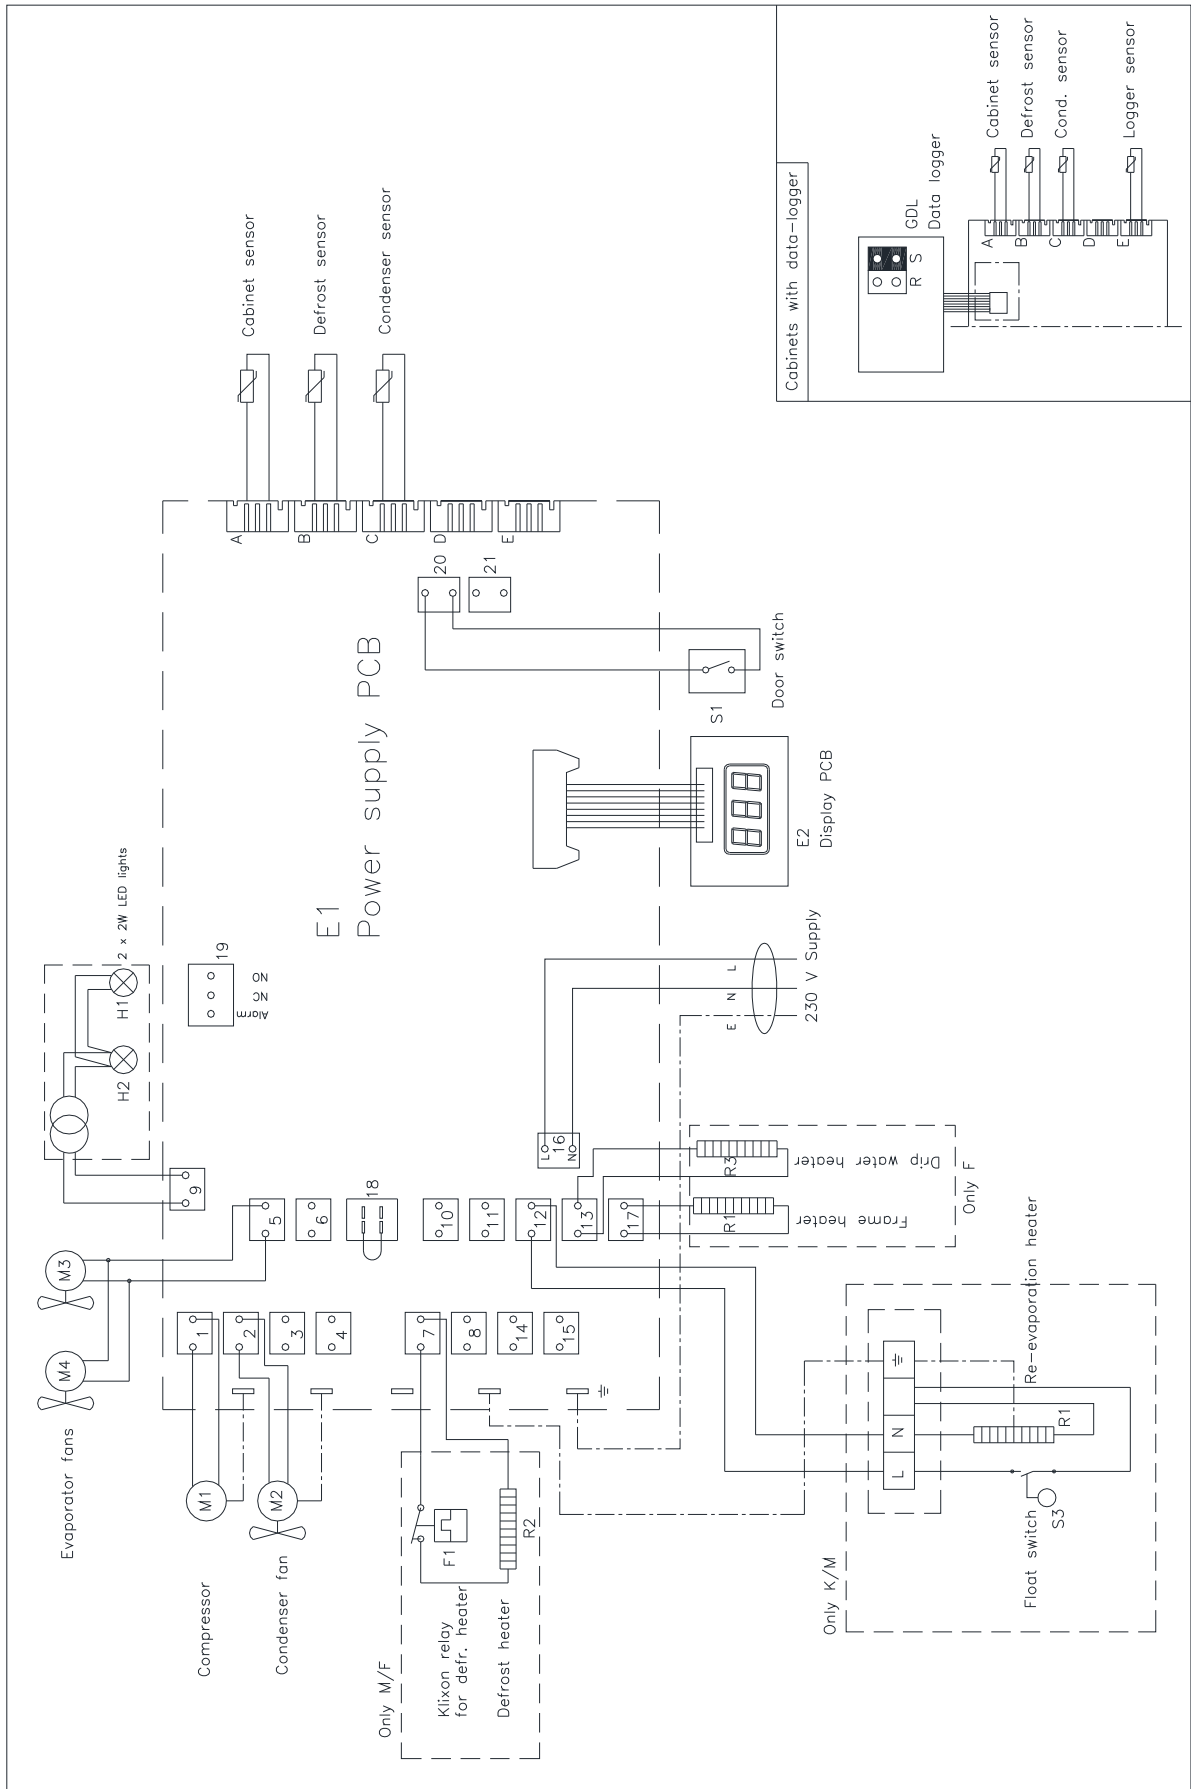 Evaporator fans
M4
M3
2 x 2W LED lights
H2
H1
Compressor
M1
Condenser fan
M2
1
2
3
4
5
6
18
9
19
Alarm
NC
NO
E1
Power supply PCB
A
B
C
D
E
Cabinet sensor
Defrost sensor
Condenser sensor
Only M/F
Klixon relay
for defr. heater
Defrost heater
F1
R2
7
8
14
15
10
11
12
13
17
L
16
N
20
21
S1
Door switch
E2
Display PCB
E
N
L
230 V Supply
R3
Drip water heater
R1
Frame heater
Only F
Only K/M
L
N
Re-evaporation heater
R1
Float switch
S3
Cabinets with data-logger
GDL
Data logger
R
S
A
B
C
D
E
Cabinet sensor
Defrost sensor
Cond. sensor
Logger sensor